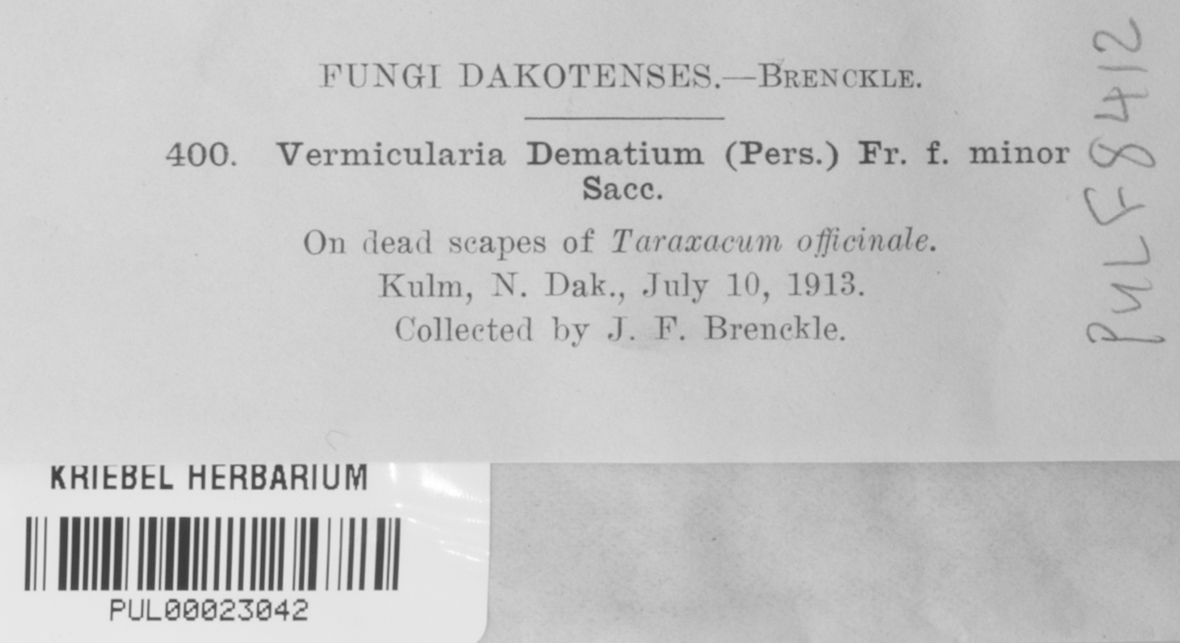 FUNGI DAKOTENSES.—BRENCKLE.
400. Vermicularia Dematium (Pers.) Fr. f. minor
Sacc.
On dead scapes of Taraxacum officinale.
Kulm, N. Dak., July 10, 1913.
Collected by J. F. Brenckle.
PUL F8412
KRIEBEL HERBARIUM
PUL00023042